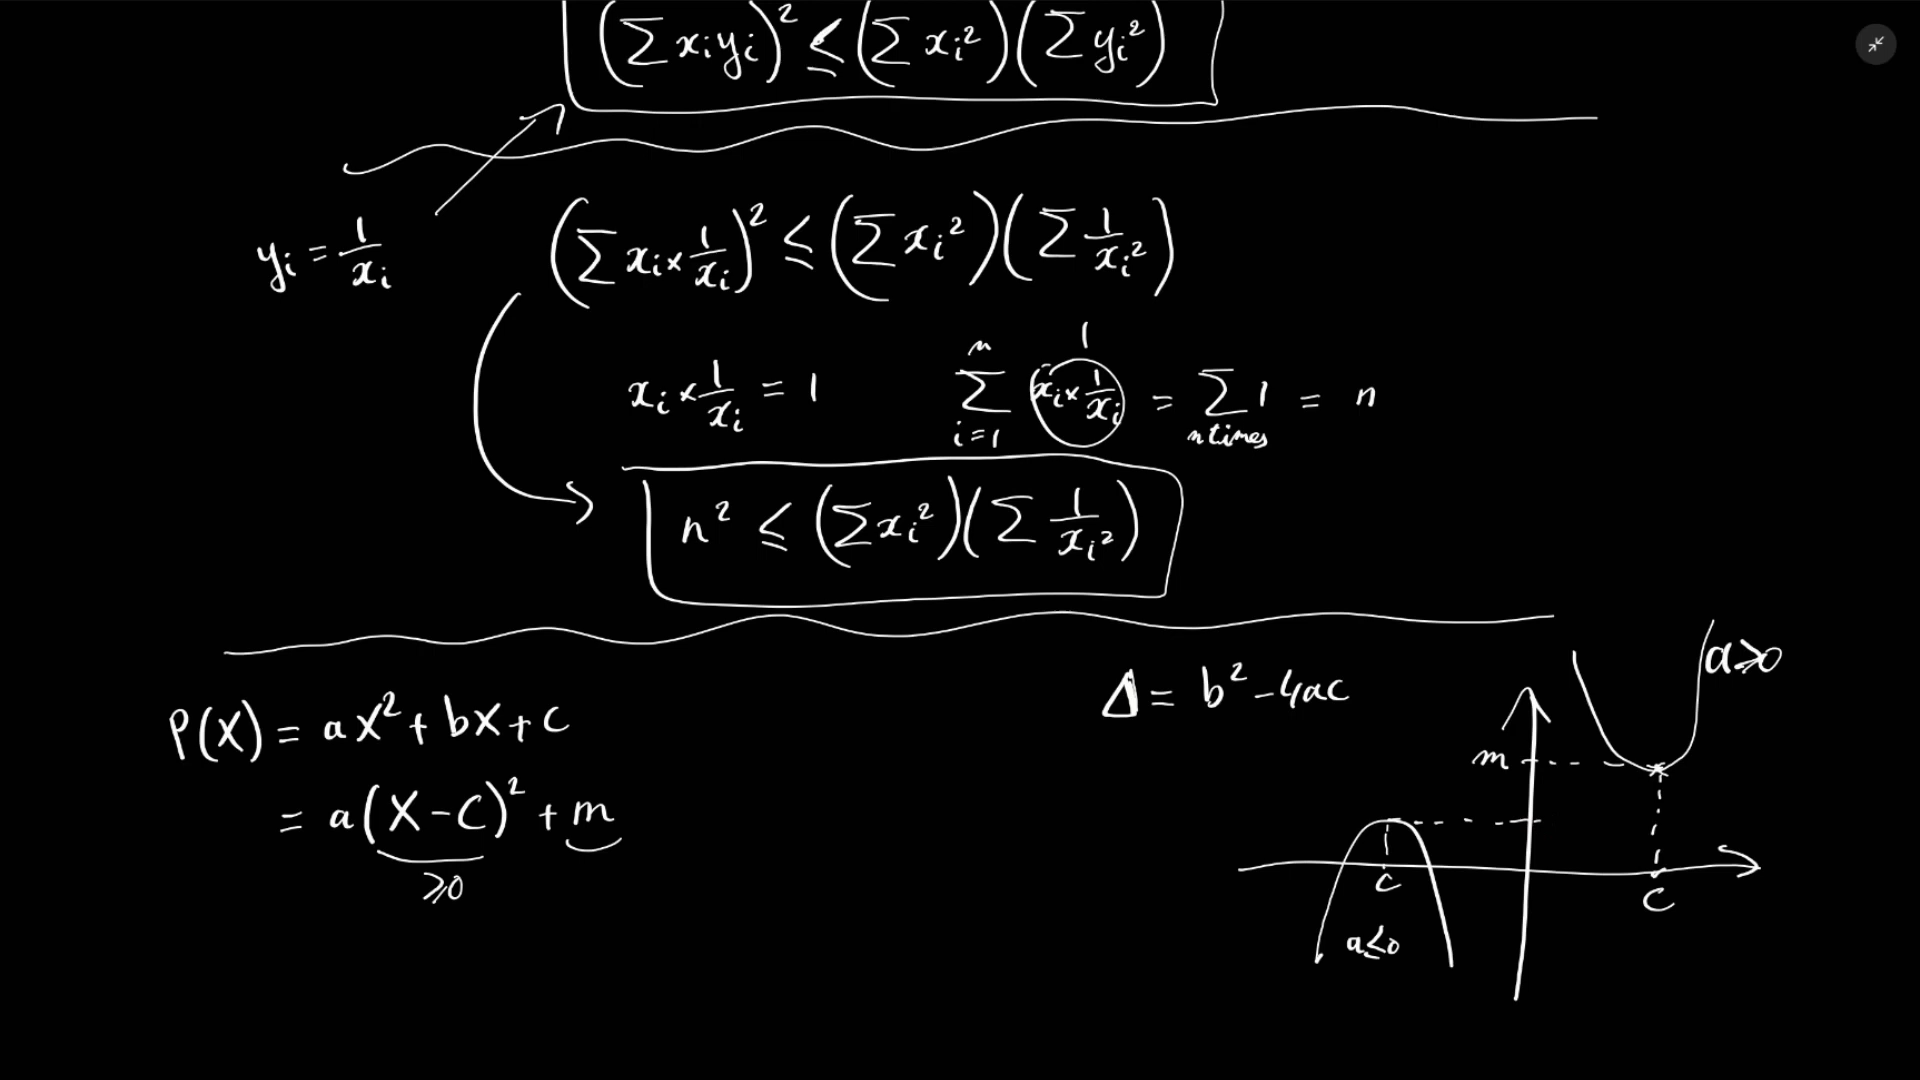 (∑ xᵢyᵢ)² ≤ (∑ xᵢ²)(∑ yᵢ²)
yᵢ = 1/xᵢ
(∑ xᵢ × 1/xᵢ)² ≤ (∑ xᵢ²)(∑ 1/xᵢ²)
xᵢ × 1/xᵢ = 1
1
n ∑ i=1 (xᵢ × 1/xᵢ) = ∑ 1 = n
n times
n² ≤ (∑ xᵢ²)(∑ 1/xᵢ²)
P(X) = aX² + bX + c
= a(X − C)² + m
≥0
Δ = b² − 4ac
a≥0
m
c
C
a≤0